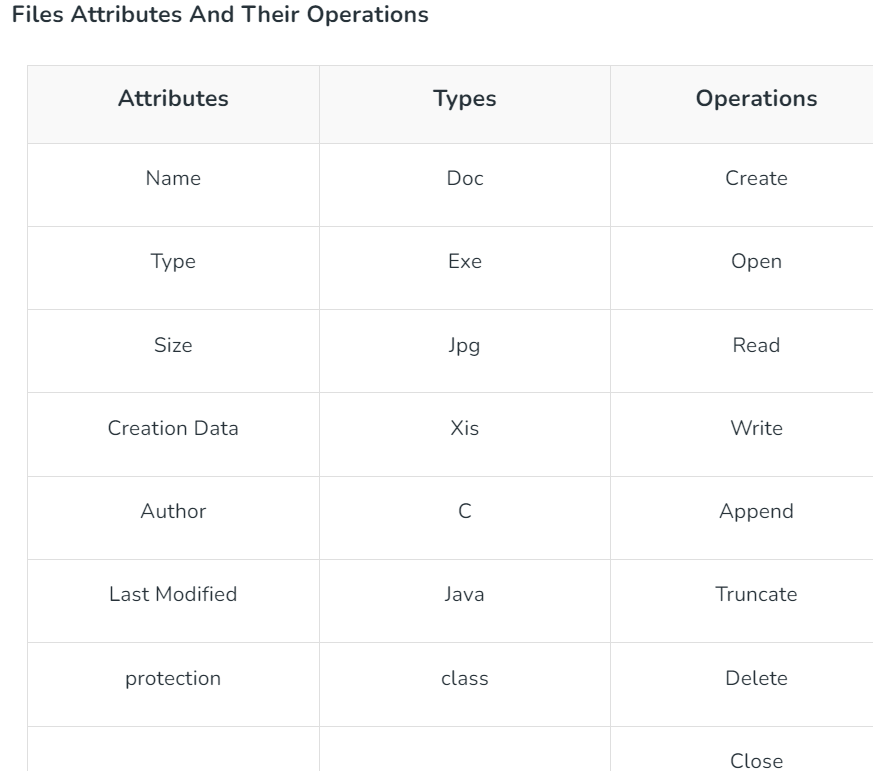 Files Attributes And Their Operations
Attributes Types Operations
Name Doc Create
Type Exe Open
Size Jpg Read
Creation Data Xis Write
Author C Append
Last Modified Java Truncate
protection class Delete
Close